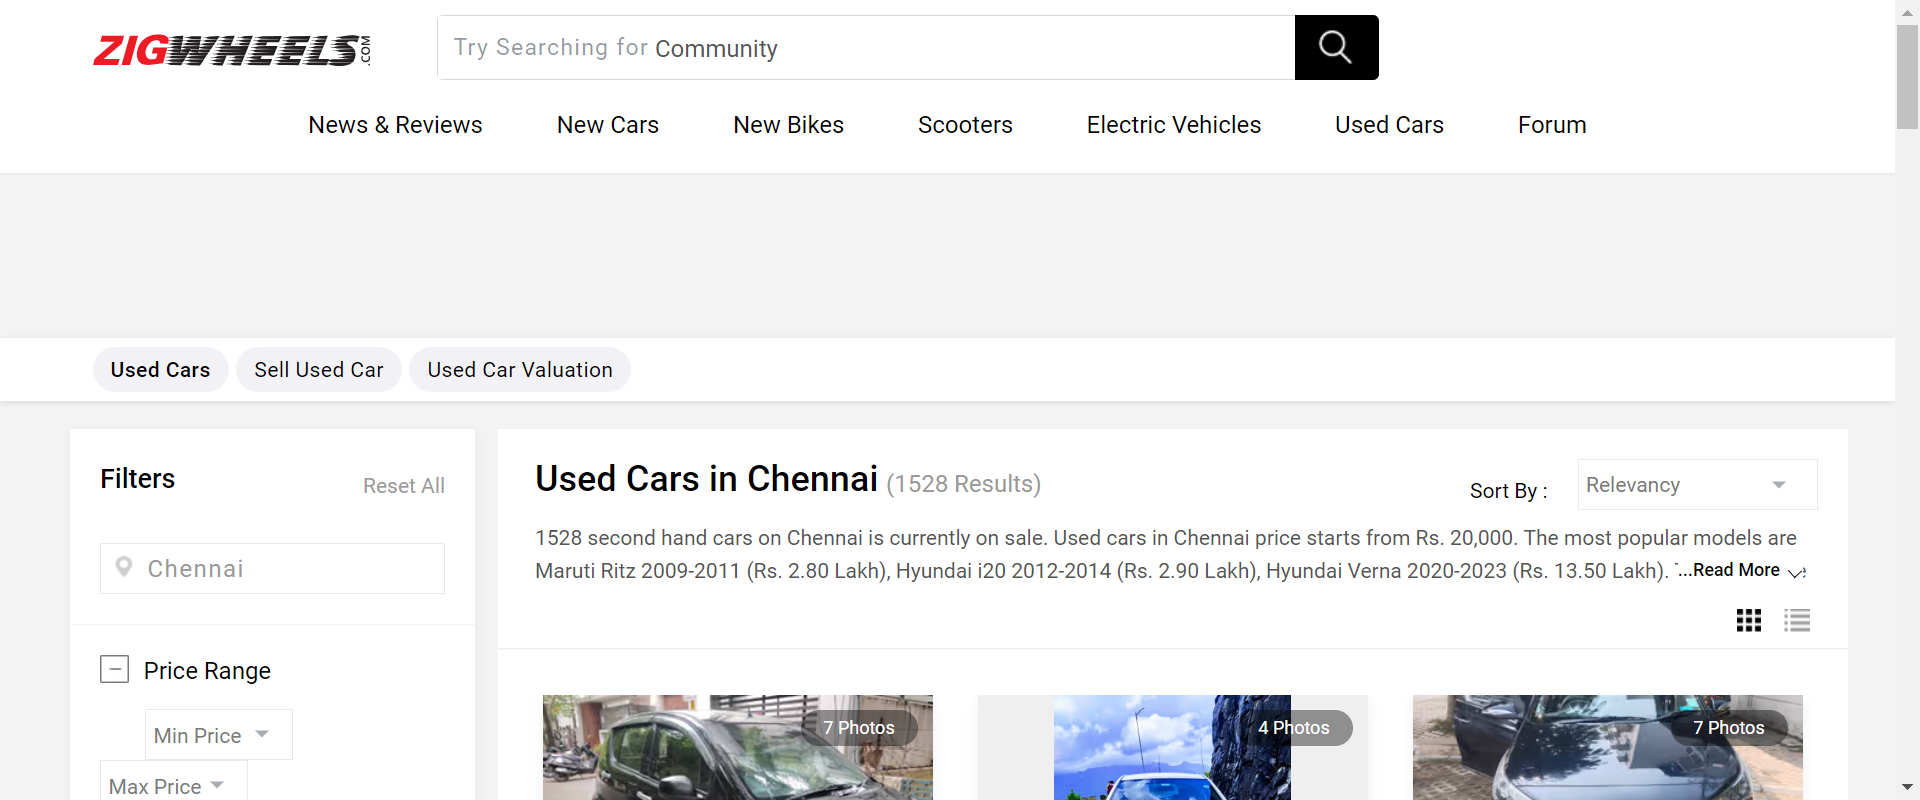 ZIGWHEELS.COM
Try Searching for Community
News & Reviews
New Cars
New Bikes
Scooters
Electric Vehicles
Used Cars
Forum
Used Cars
Sell Used Car
Used Car Valuation
Filters
Reset All
Chennai
Price Range
Min Price
Max Price
Used Cars in Chennai (1528 Results)
Sort By :
Relevancy
1528 second hand cars on Chennai is currently on sale. Used cars in Chennai price starts from Rs. 20,000. The most popular models are
Maruti Ritz 2009-2011 (Rs. 2.80 Lakh), Hyundai i20 2012-2014 (Rs. 2.90 Lakh), Hyundai Verna 2020-2023 (Rs. 13.50 Lakh). ...Read More
7 Photos
4 Photos
7 Photos